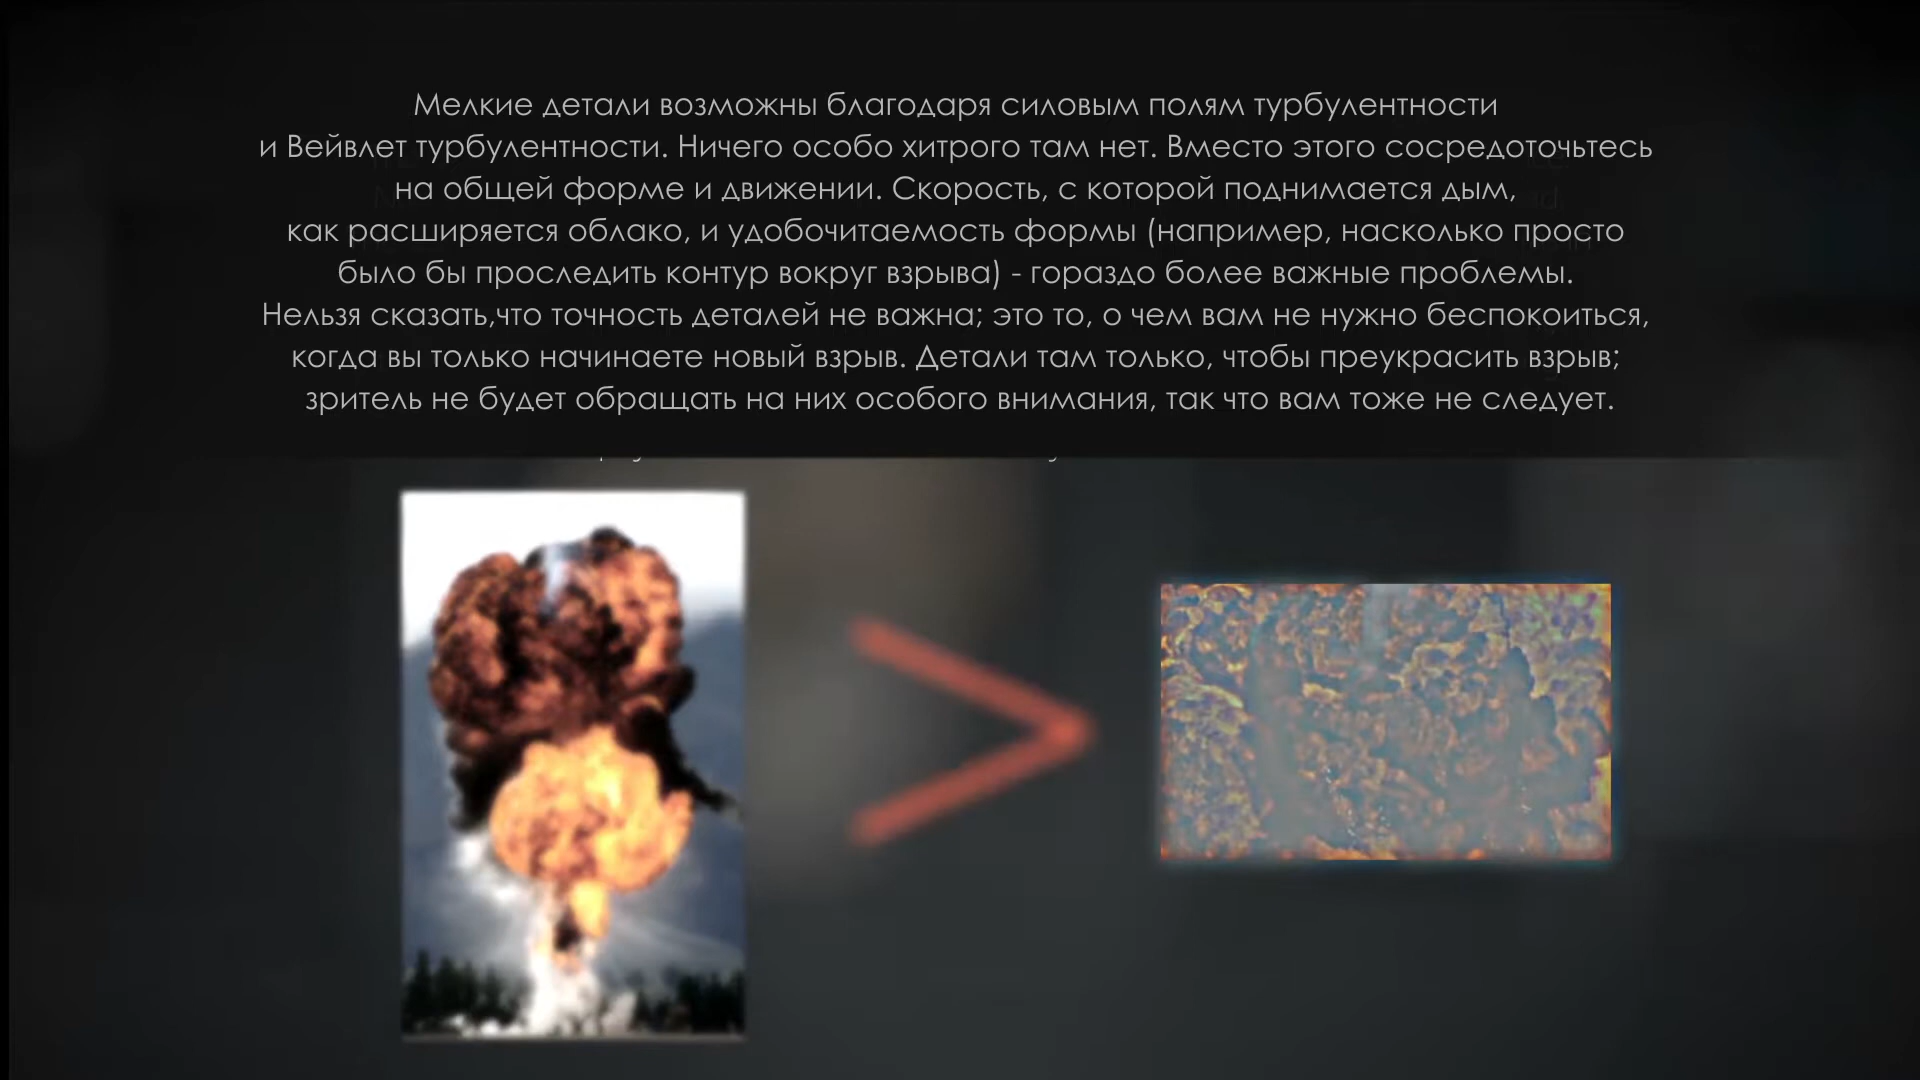 Мелкие детали возможны благодаря силовым полям турбулентности
и Вейвлет турбулентности. Ничего особо хитрого там нет. Вместо этого сосредоточьтесь
на общей форме и движении. Скорость, с которой поднимается дым,
как расширяется облако, и удобочитаемость формы (например, насколько просто
было бы проследить контур вокруг взрыва) - гораздо более важные проблемы.
Нельзя сказать,что точность деталей не важна; это то, о чем вам не нужно беспокоиться,
когда вы только начинаете новый взрыв. Детали там только, чтобы преукрасить взрыв;
зритель не будет обращать на них особого внимания, так что вам тоже не следует.